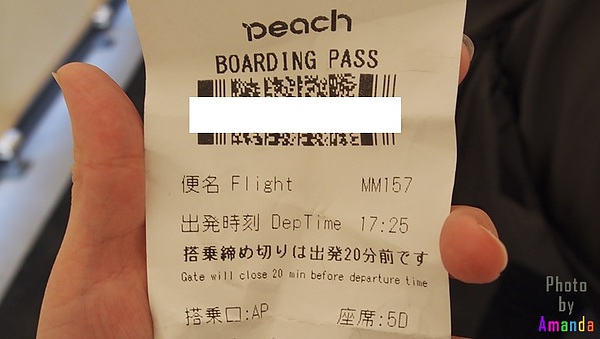 peach
BOARDING PASS
便名 Flight MM157
出発時刻 DepTime 17:25
搭乗締め切りは出発20分前です
Gate will close 20 min before departure time
搭乗口:AP 座席:5D
Photo
by
Amanda